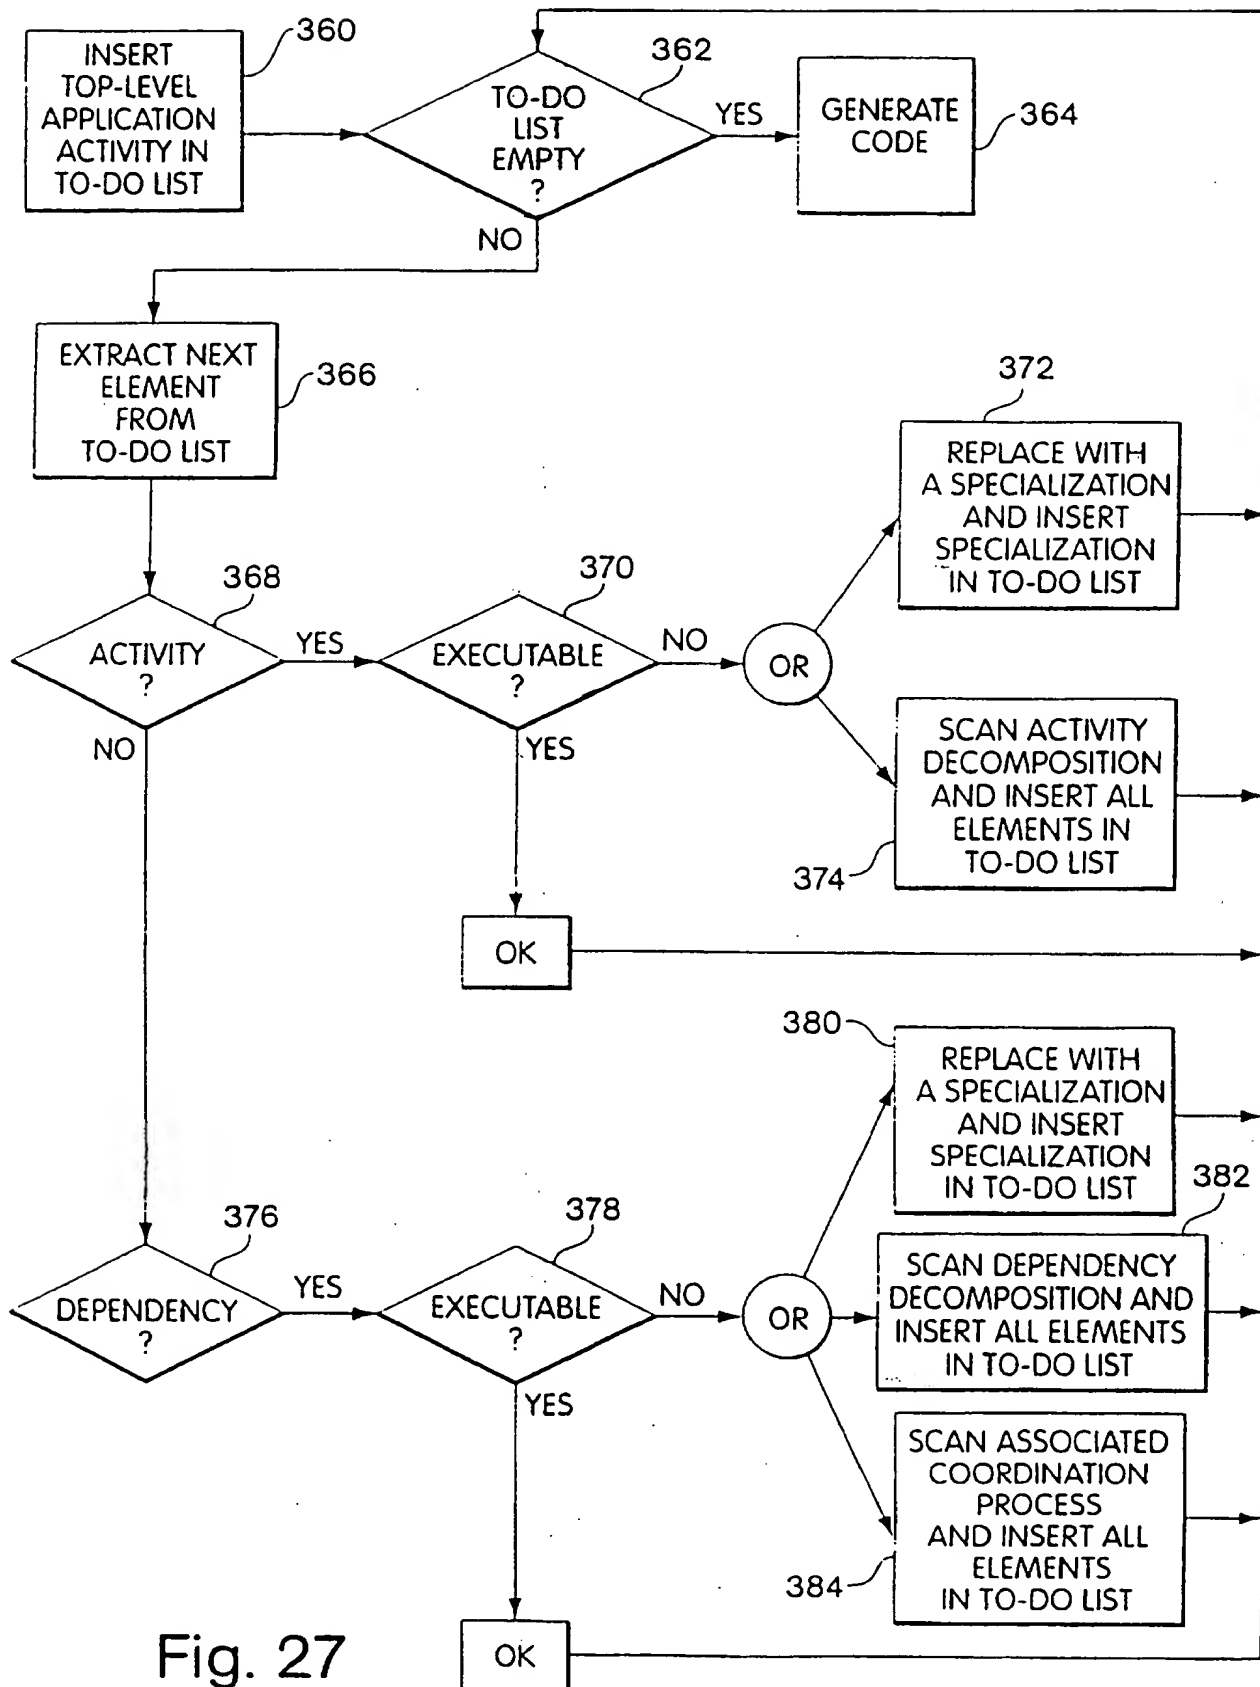 INSERT
TOP-LEVEL
APPLICATION
ACTIVITY IN
TO-DO LIST
360
TO-DO
LIST
EMPTY
?
362
YES
NO
GENERATE
CODE
364
EXTRACT NEXT
ELEMENT
FROM
TO-DO LIST
366
372
REPLACE WITH
A SPECIALIZATION
AND INSERT
SPECIALIZATION
IN TO-DO LIST
368
ACTIVITY
?
YES
NO
370
EXECUTABLE
?
NO
YES
OR
SCAN ACTIVITY
DECOMPOSITION
AND INSERT ALL
ELEMENTS IN
TO-DO LIST
374
OK
380
REPLACE WITH
A SPECIALIZATION
AND INSERT
SPECIALIZATION
IN TO-DO LIST
376
DEPENDENCY
?
YES
378
EXECUTABLE
?
NO
YES
OR
382
SCAN DEPENDENCY
DECOMPOSITION AND
INSERT ALL ELEMENTS
IN TO-DO LIST
SCAN ASSOCIATED
COORDINATION
PROCESS
AND INSERT ALL
ELEMENTS
IN TO-DO LIST
384
OK
Fig. 27